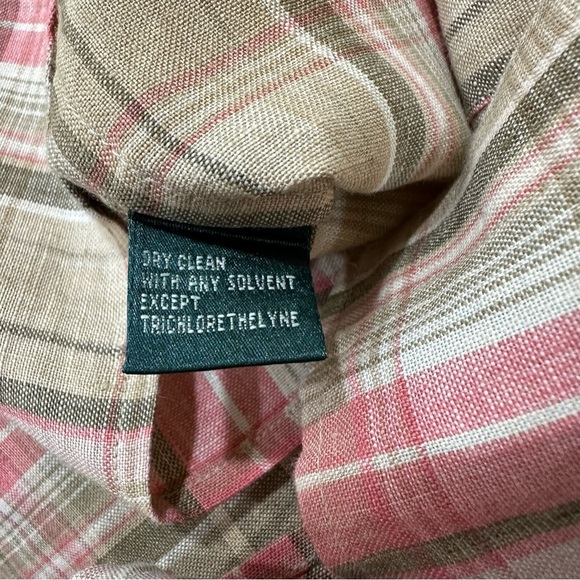 DRY CLEAN
WITH ANY SOLVENT
EXCEPT
TRICHLORETHELYNE